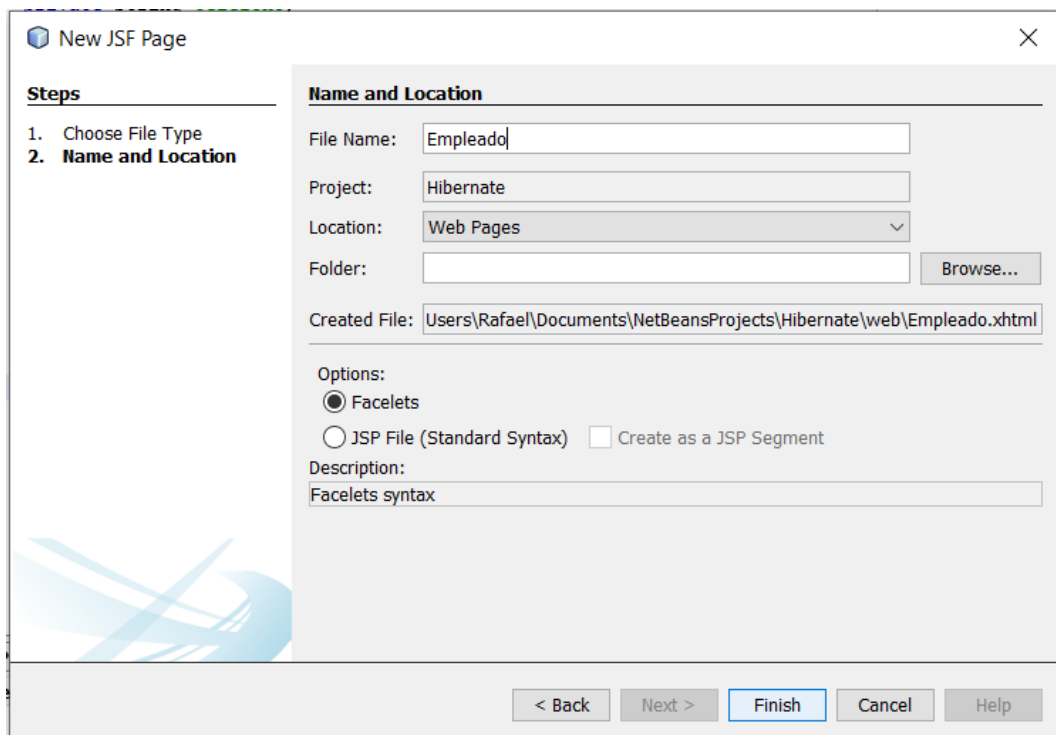 New JSF Page
Steps
1. Choose File Type
2. Name and Location
Name and Location
File Name: Empleado
Project: Hibernate
Location: Web Pages
Folder: Browse...
Created File: Users\Rafael\Documents\NetBeansProjects\Hibernate\web\Empleado.xhtml
Options:
Facelets
JSP File (Standard Syntax) Create as a JSP Segment
Description:
Facelets syntax
< Back Next > Finish Cancel Help